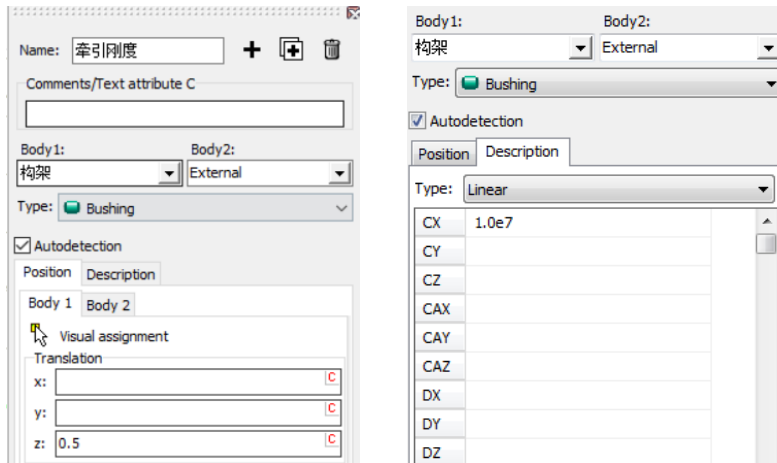 Name: 牵引刚度
Comments/Text attribute C
Body1: Body2:
构架 External
Type: Bushing
Autodetection
Position Description
Body 1 Body 2
Visual assignment
Translation
x: C
y: C
z: 0.5 C
Body1: Body2:
构架 External
Type: Bushing
Autodetection
Position Description
Type: Linear
CX 1.0e7
CY
CZ
CAX
CAY
CAZ
DX
DY
DZ